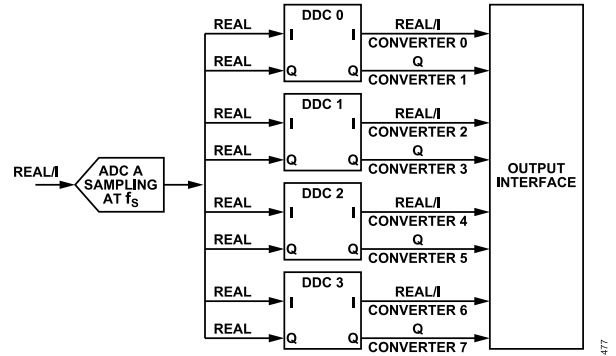 REAL/I
ADC A
SAMPLING
AT fS
REAL
REAL
DDC 0
I
I
Q
Q
REAL/I
CONVERTER 0
Q
CONVERTER 1
REAL
REAL
DDC 1
I
I
Q
Q
REAL/I
CONVERTER 2
Q
CONVERTER 3
REAL
REAL
DDC 2
I
I
Q
Q
REAL/I
CONVERTER 4
Q
CONVERTER 5
REAL
REAL
DDC 3
I
I
Q
Q
REAL/I
CONVERTER 6
Q
CONVERTER 7
OUTPUT
INTERFACE
477